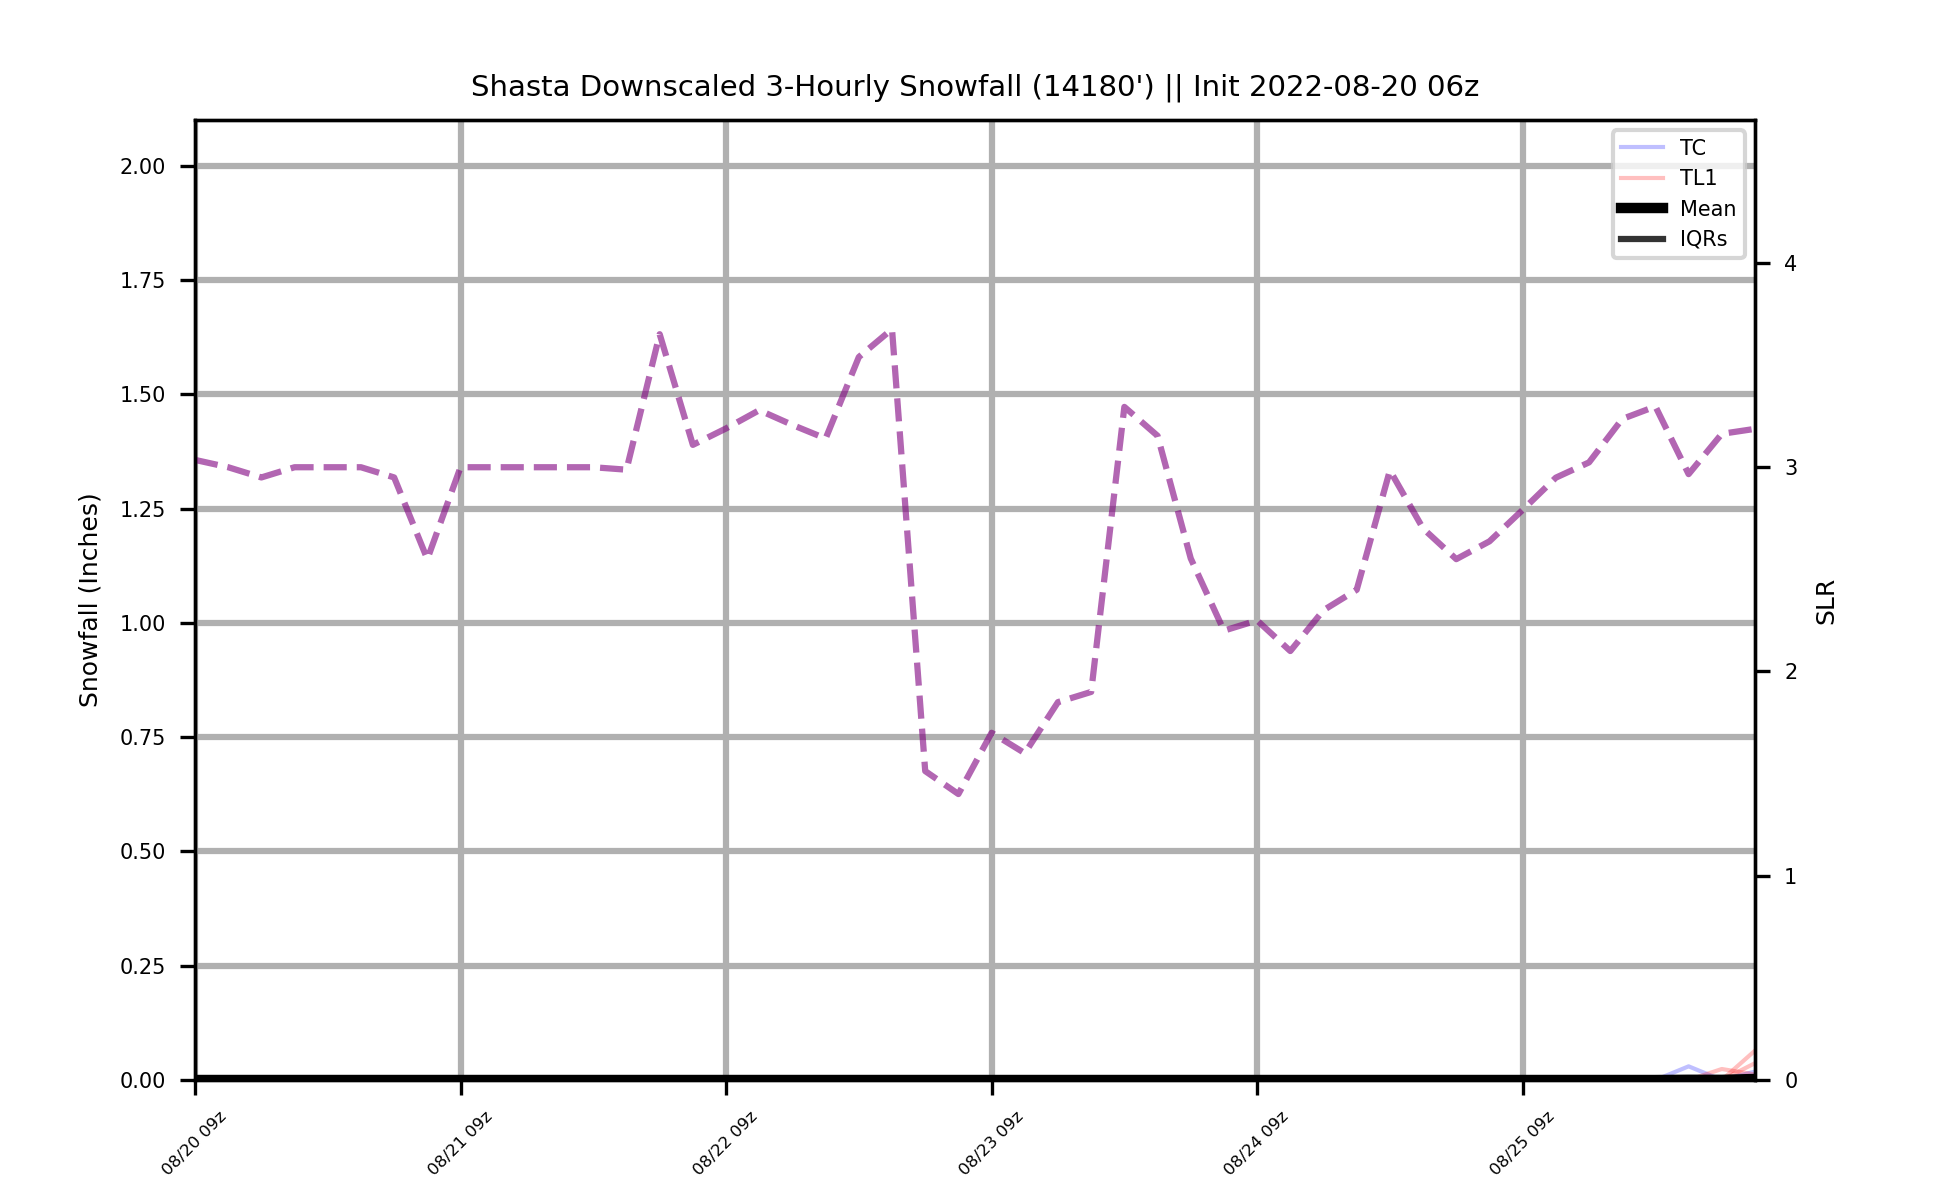 Shasta Downscaled 3-Hourly Snowfall (14180') || Init 2022-08-20 06z
TC
TL1
Mean
IQRs
2.00
1.75
1.50
1.25
1.00
0.75
0.50
0.25
0.00
Snowfall (Inches)
4
3
2
1
0
SLR
08/20 09z
08/21 09z
08/22 09z
08/23 09z
08/24 09z
08/25 09z